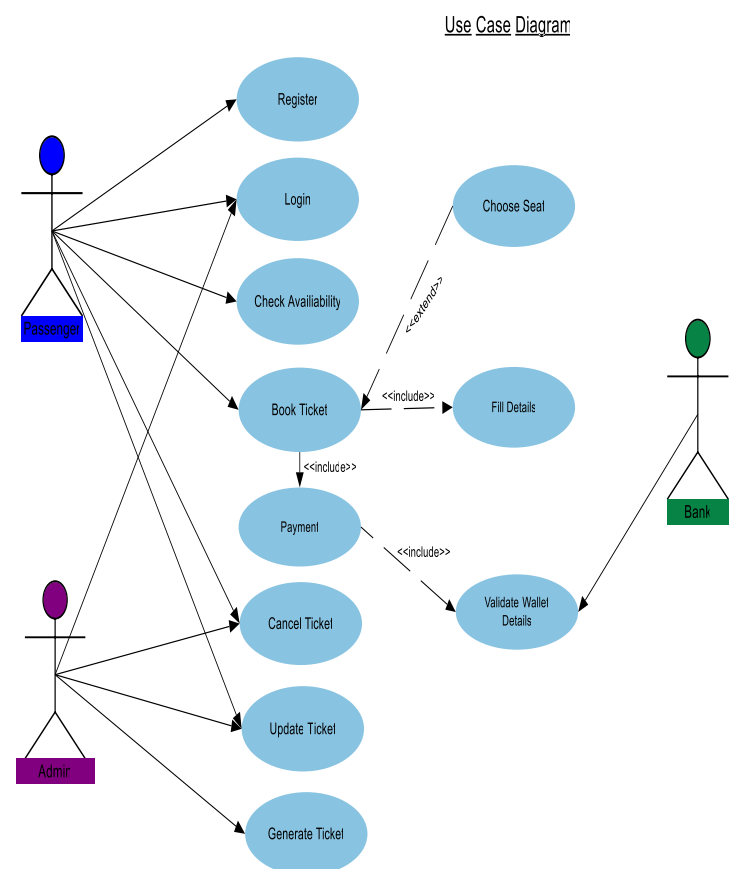 Use Case Diagram
Register
Login
Choose Seat
Check Availiability
<<extend>>
Passenger
Book Ticket
<<include>>
Fill Details
<<include>>
Bank
Payment
<<include>>
Validate Wallet
Details
Cancel Ticket
Update Ticket
Admin
Generate Ticket